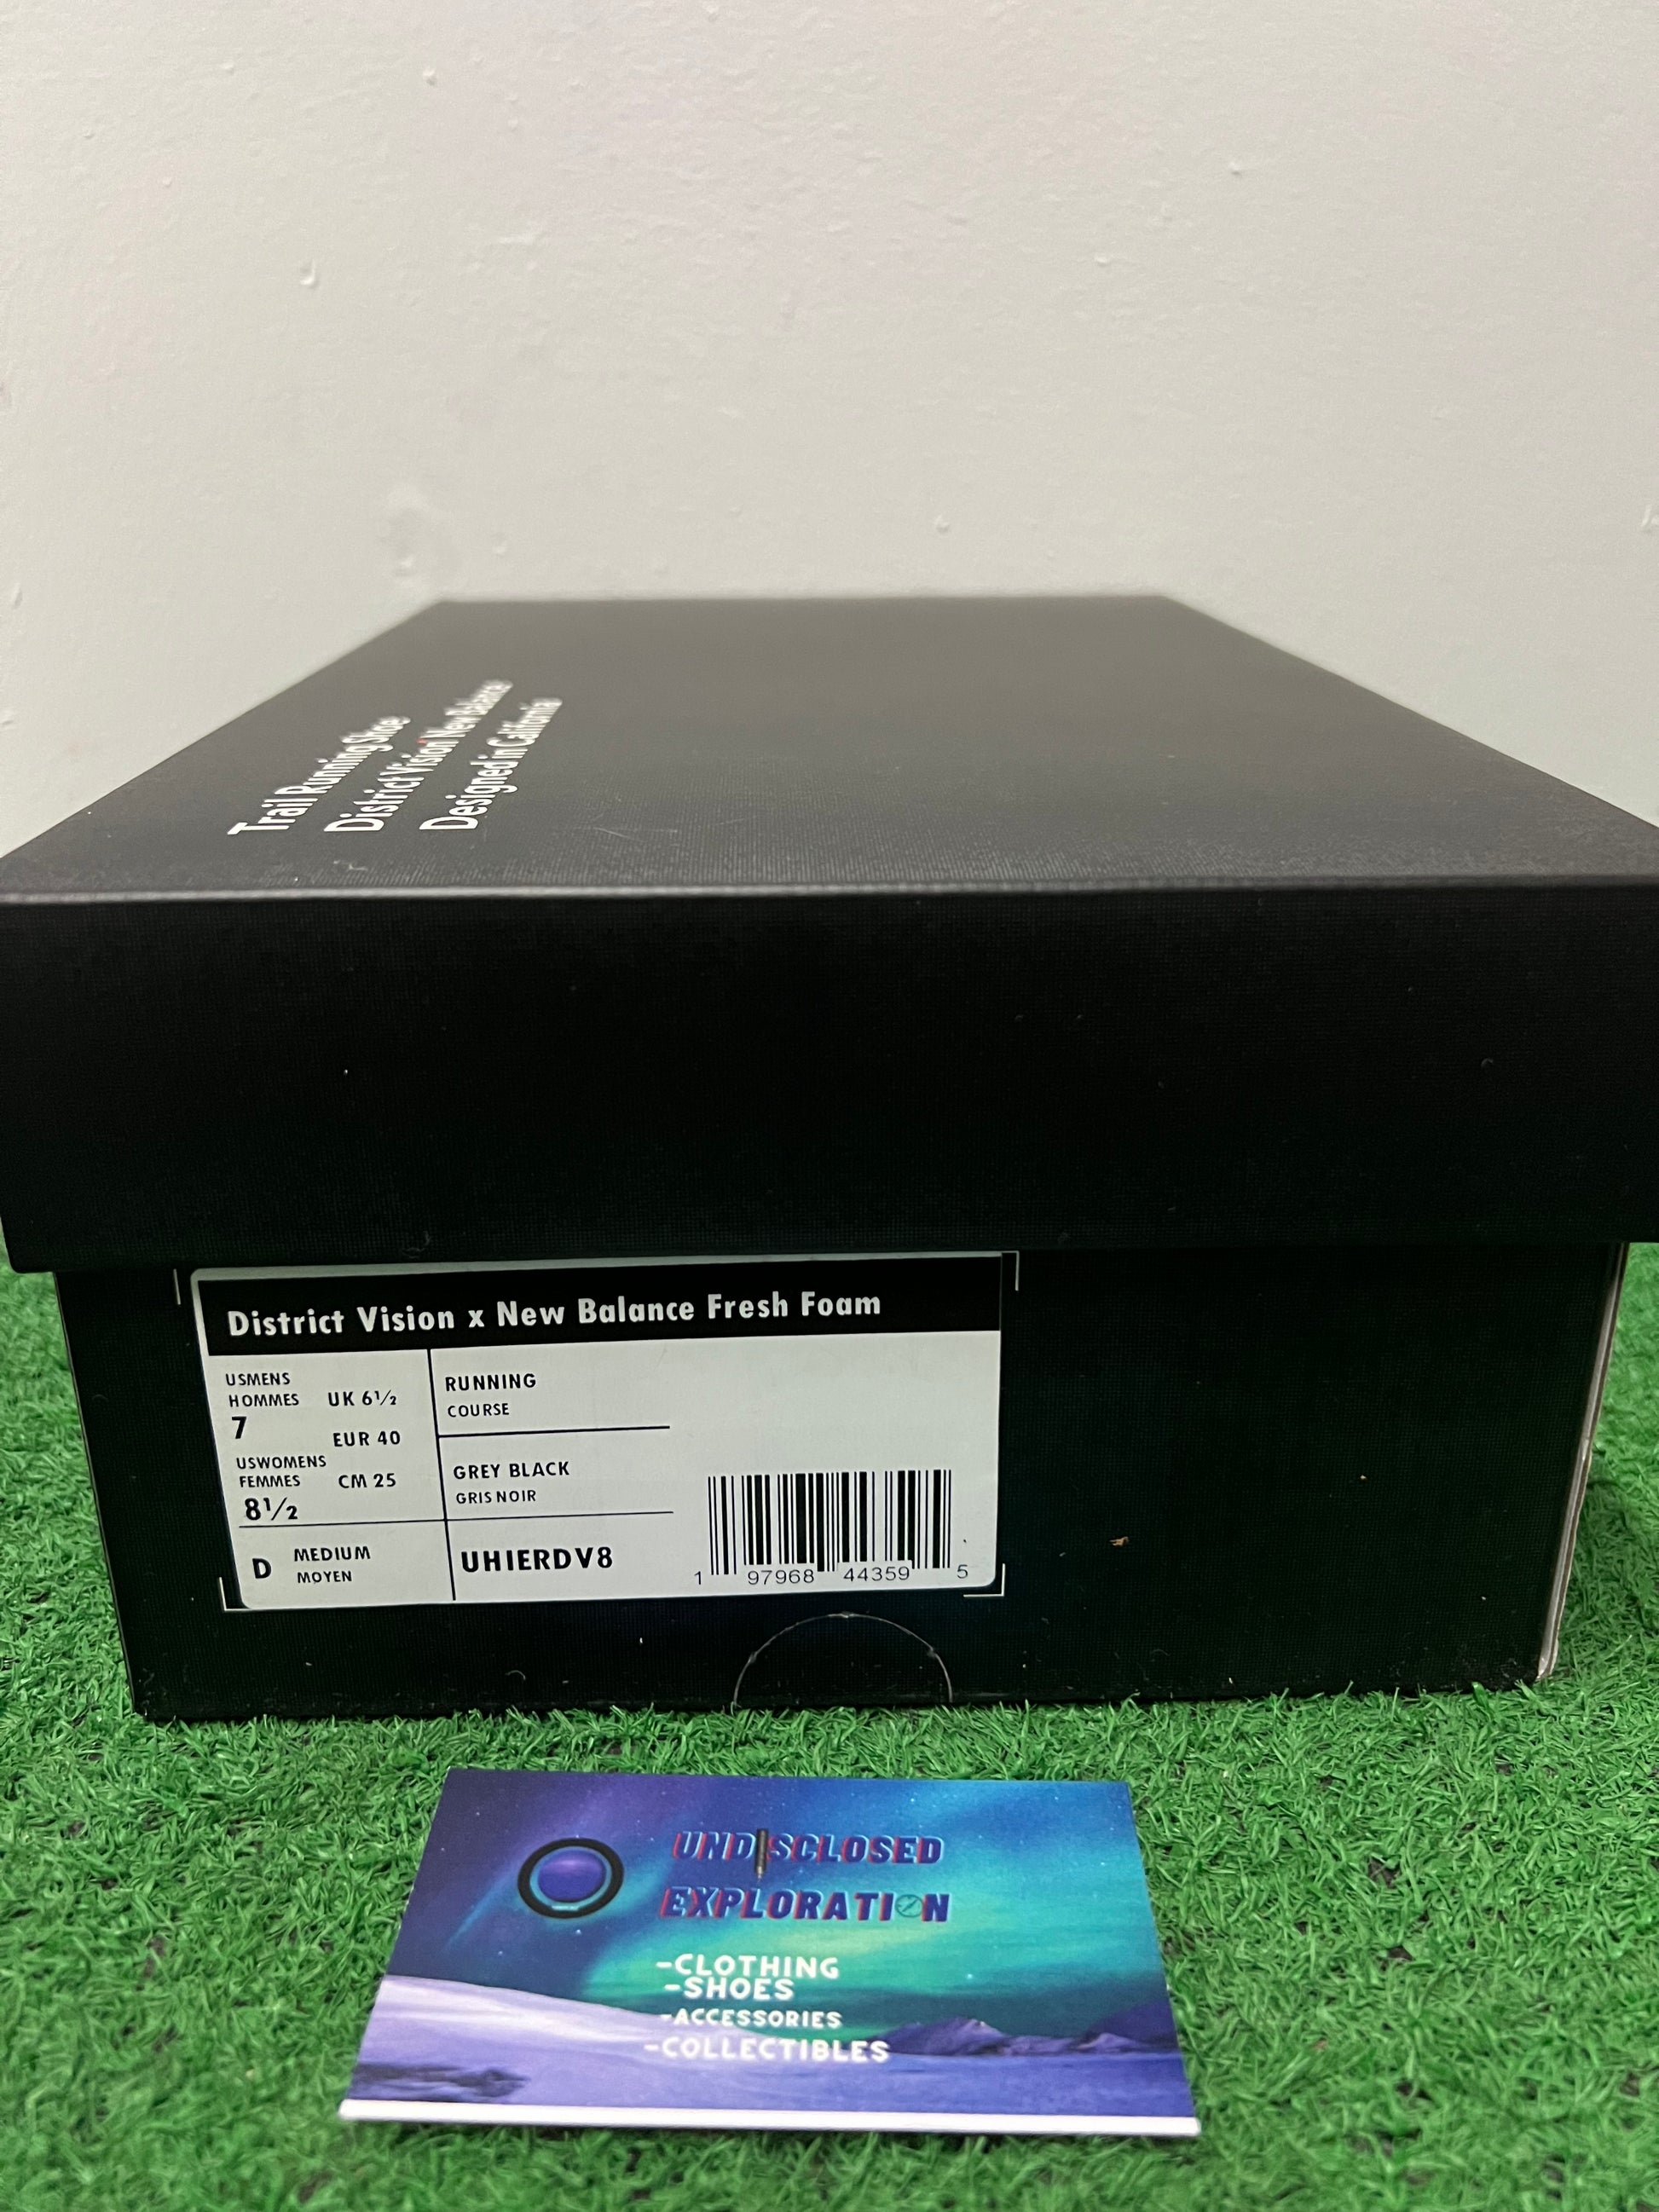 Trail Running Shoe
District Vision New Balance
Designed in California
District Vision x New Balance Fresh Foam
USMENS
HOMMES
7
UK 6½
EUR 40
USWOMENS
FEMMES
8½
CM 25
D
MEDIUM
MOYEN
RUNNING
COURSE
GREY BLACK
GRIS NOIR
UHIERDV8
1 97968 44359 5
UNDISCLOSED
EXPLORATION
-CLOTHING
-SHOES
-ACCESSORIES
-COLLECTIBLES